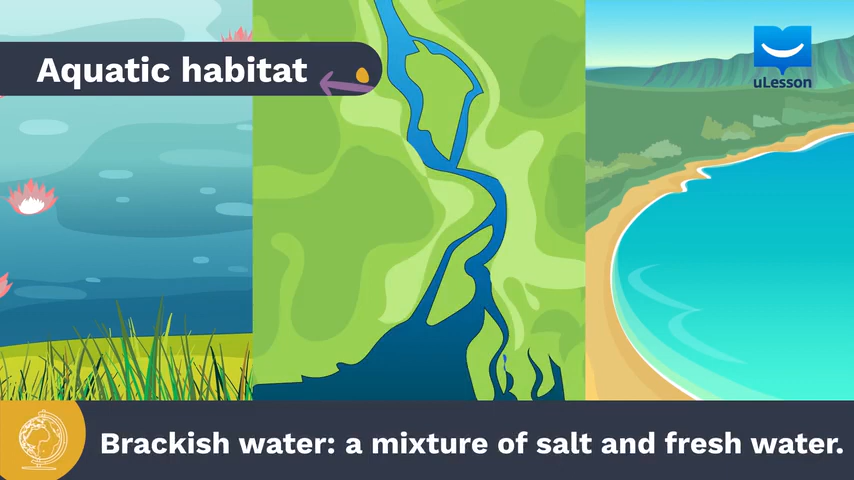 Aquatic habitat
uLesson
Brackish water: a mixture of salt and fresh water.